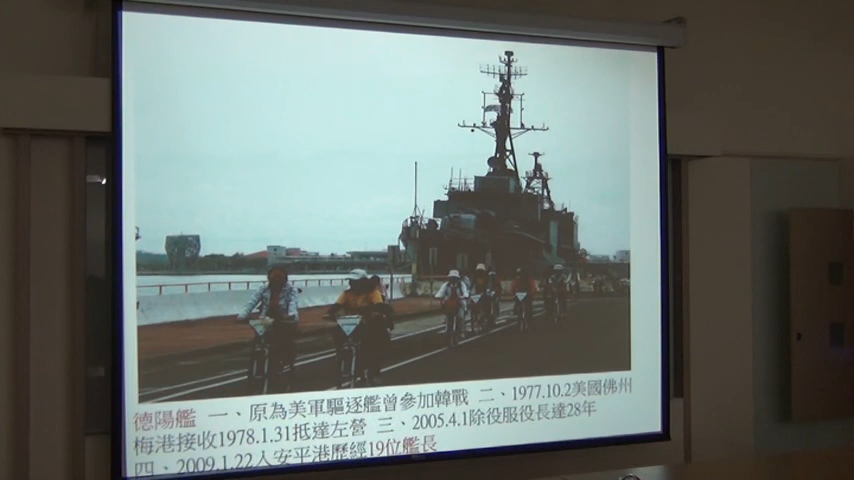 德陽艦 一、原為美軍驅逐艦曾參加韓戰 二、1977.10.2美國佛州
梅港接收1978.1.31抵達左營 三、2005.4.1除役服役長達28年
四、2009.1.22入安平港歷經19位艦長